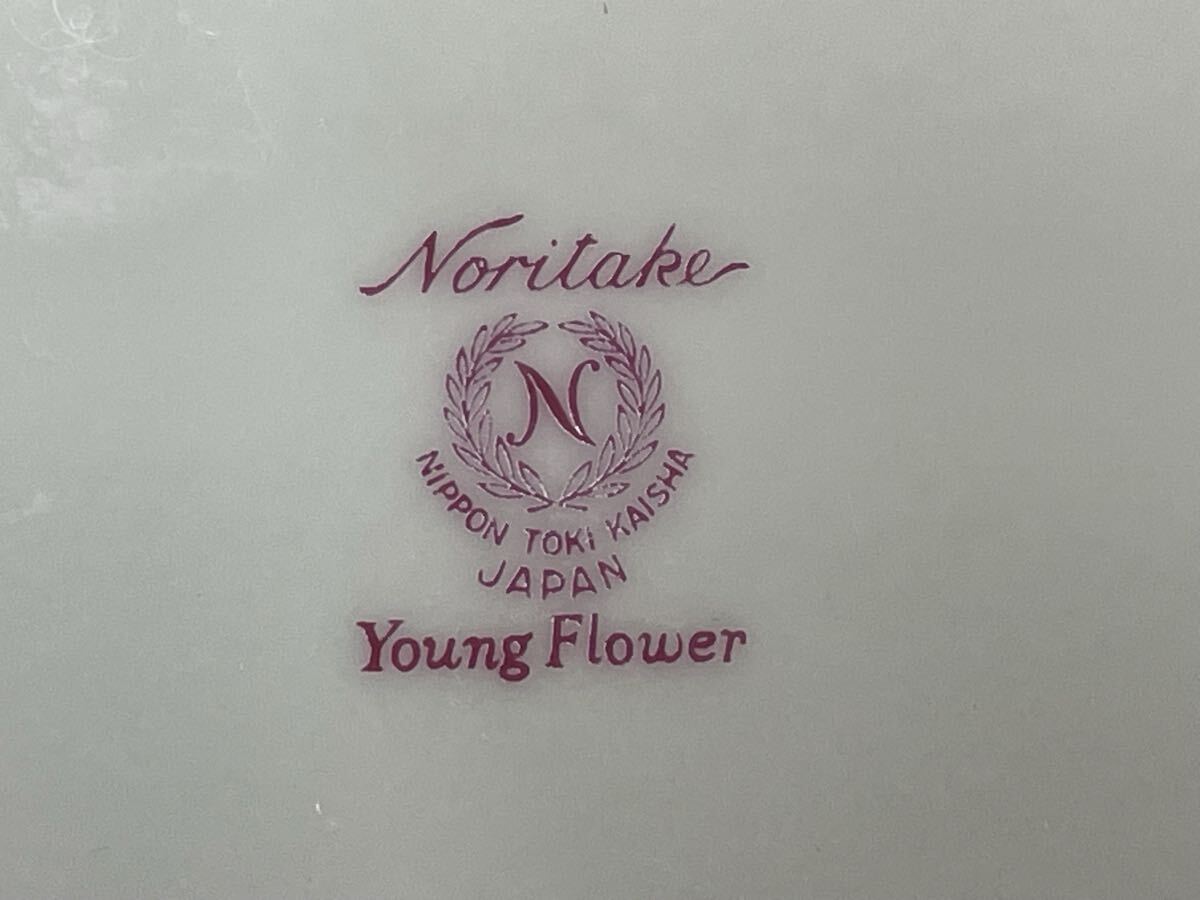 Noritake
N
NIPPON TOKI KAISHA
JAPAN
Young Flower